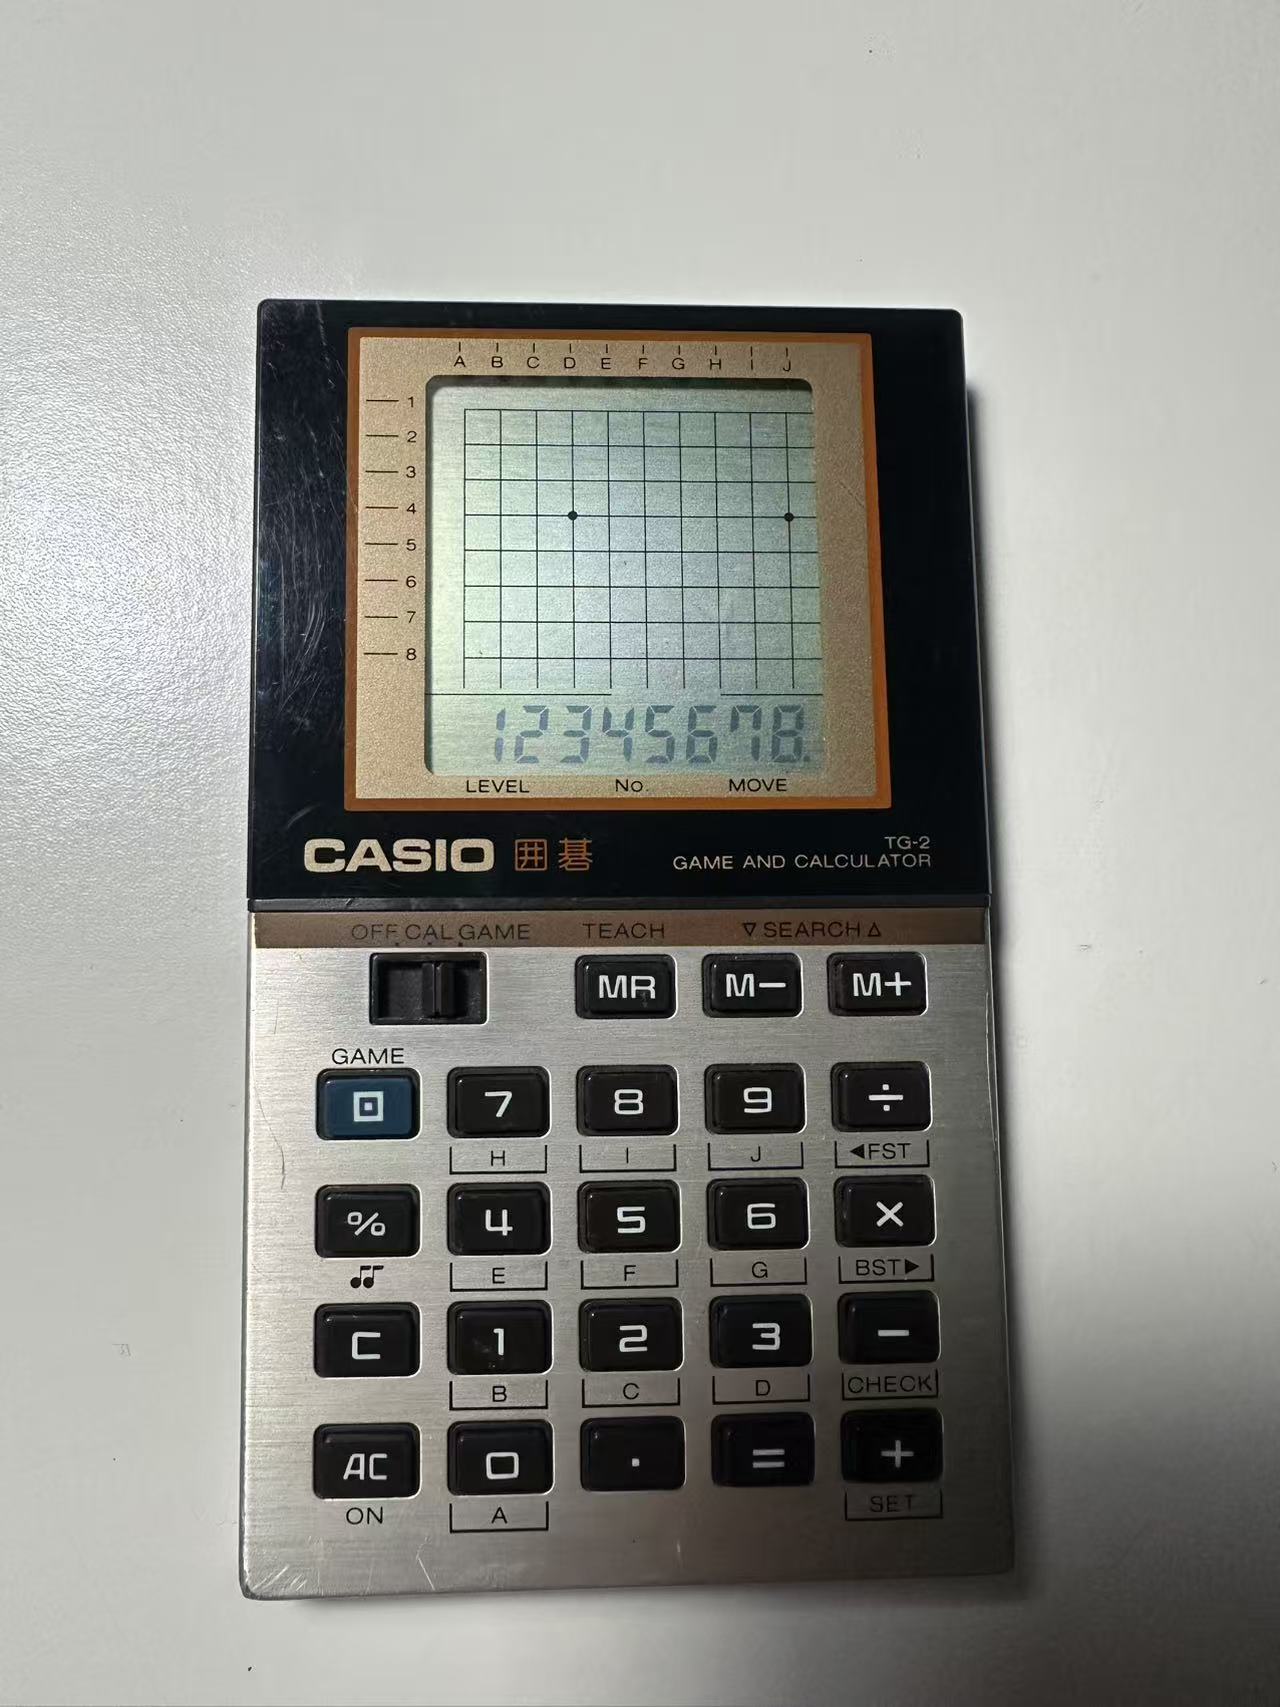 A B C D E F G H I J
1
2
3
4
5
6
7
8
12345678.
LEVEL No. MOVE
CASIO 囲碁
TG-2
GAME AND CALCULATOR
OFF CAL GAME TEACH ▽ SEARCH △
MR M− M+
GAME
7 8 9 ÷
H I J ◀FST
% 4 5 6 ×
♫ E F G BST▶
C 1 2 3 −
B C D CHECK
AC 0 . = +
ON A SET